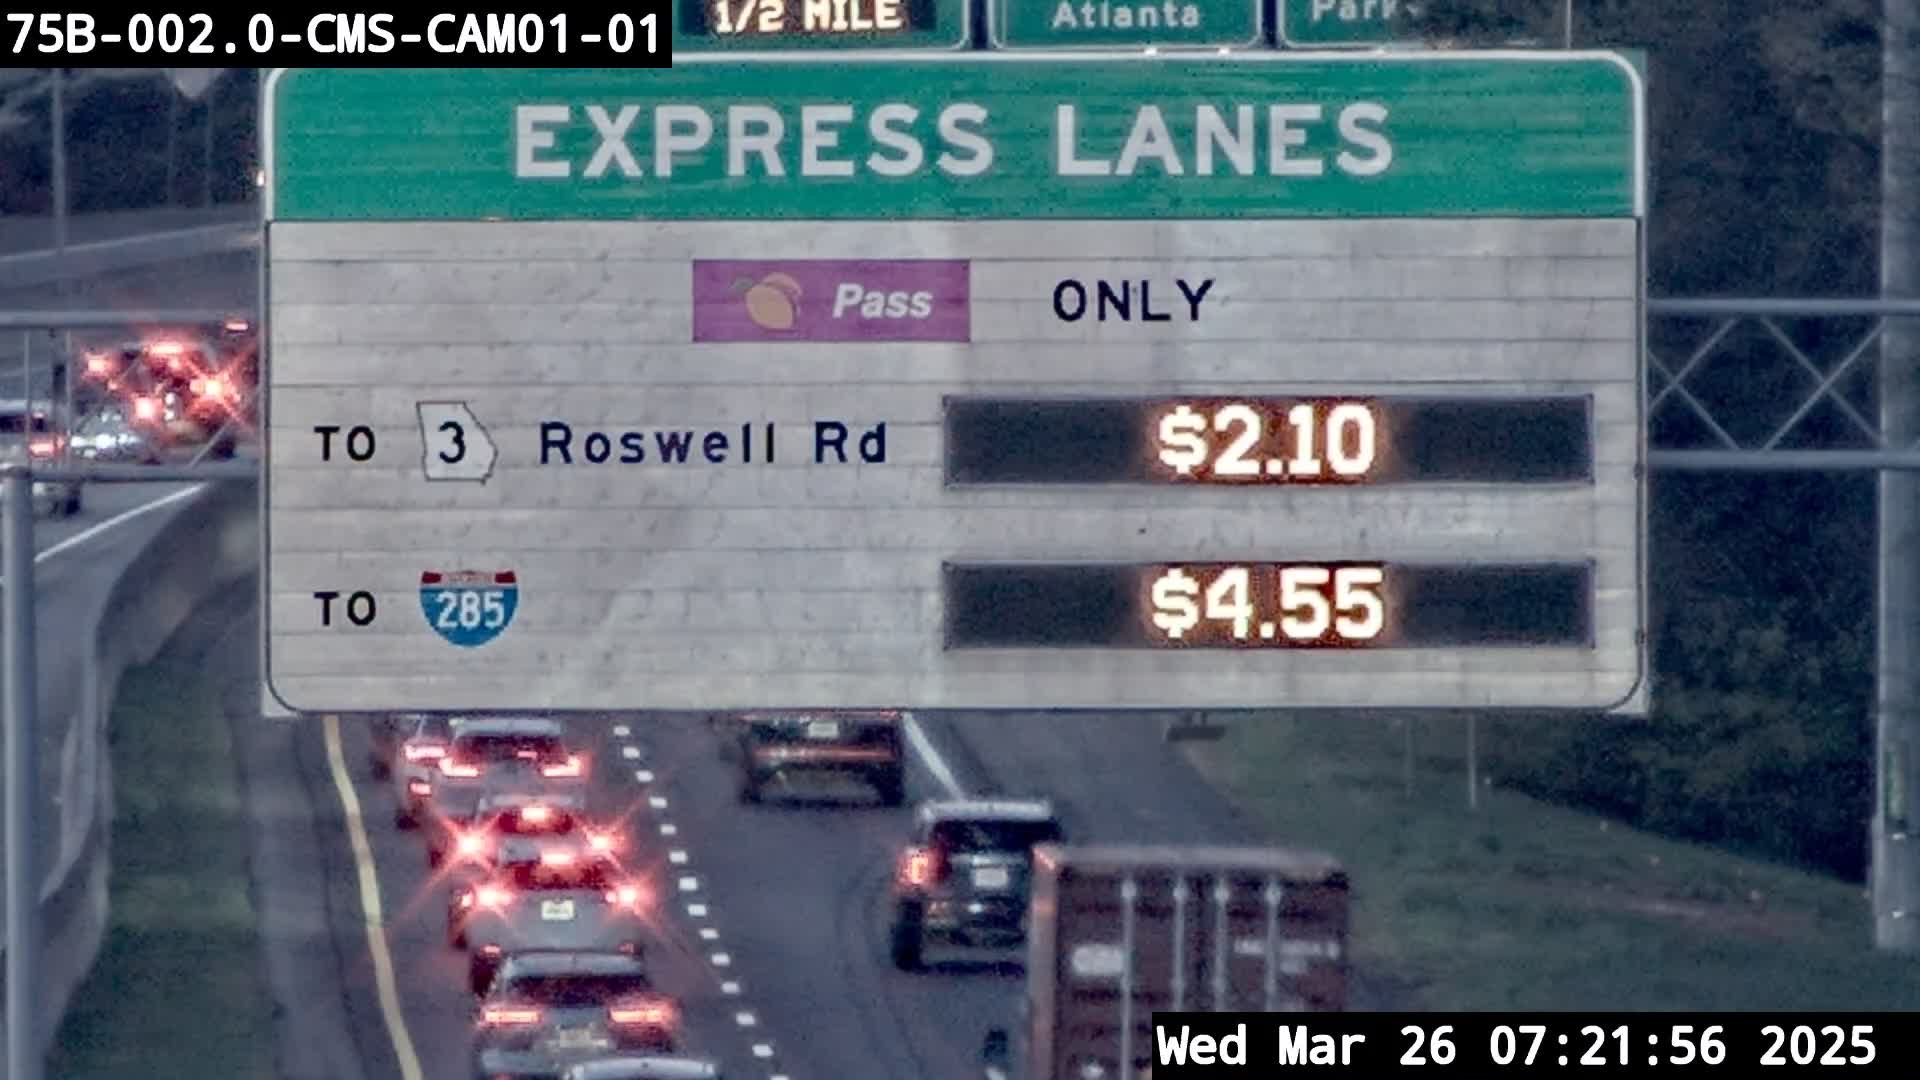 75B-002.0-CMS-CAM01-01
1/2 MILE
Atlanta
Park
EXPRESS LANES
Pass ONLY
TO 3 Roswell Rd $2.10
TO 285 $4.55
Wed Mar 26 07:21:56 2025